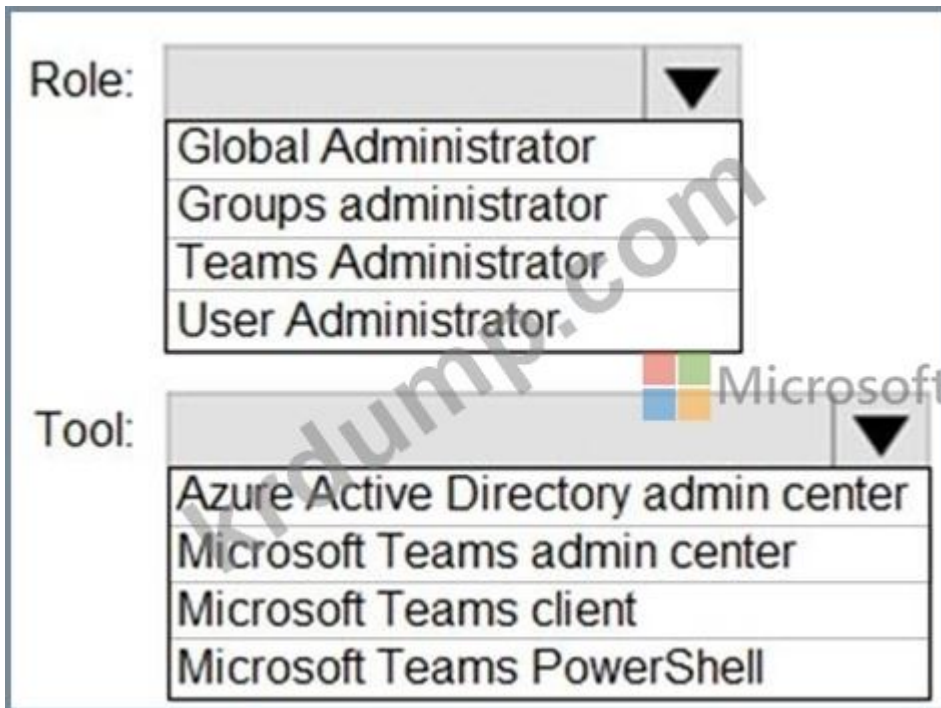 Role:
Global Administrator
Groups administrator
Teams Administrator
User Administrator
Microsoft
Tool:
Azure Active Directory admin center
Microsoft Teams admin center
Microsoft Teams client
Microsoft Teams PowerShell
krdump.com